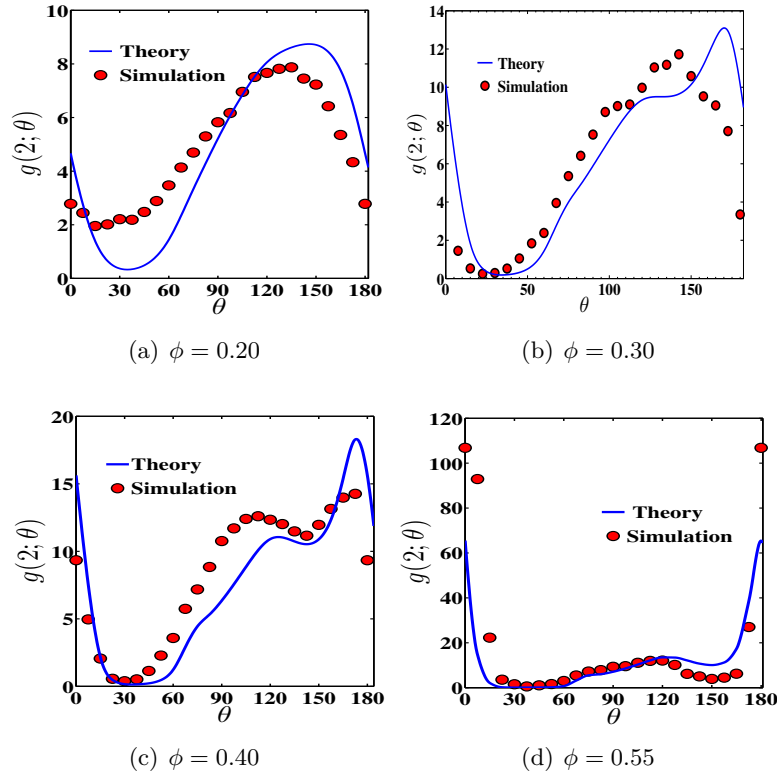 10
8
6
4
2
0
g(2; θ)
Theory
Simulation
0 30 60 90 120 150 180
θ
(a) ϕ = 0.20
14
12
10
8
6
4
2
0
g(2; θ)
Theory
Simulation
0 50 100 150
θ
(b) ϕ = 0.30
20
15
10
5
0
g(2; θ)
Theory
Simulation
0 30 60 90 120 150 180
θ
(c) ϕ = 0.40
120
100
80
60
40
20
0
g(2; θ)
Theory
Simulation
0 30 60 90 120 150 180
θ
(d) ϕ = 0.55